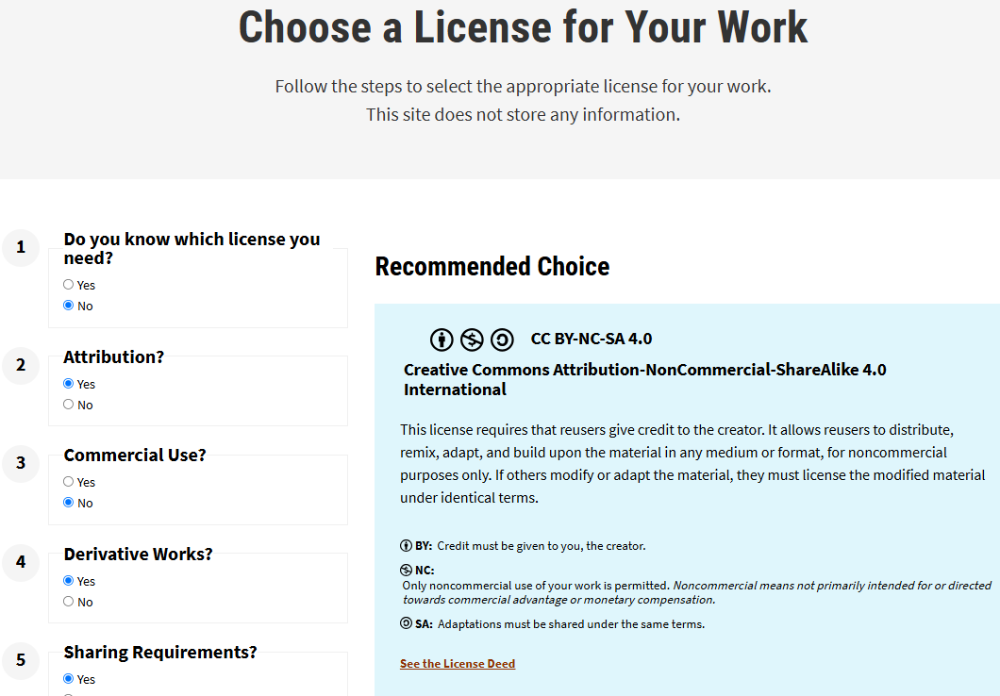 Choose a License for Your Work
Follow the steps to select the appropriate license for your work.
This site does not store any information.
1
Do you know which license you
need?
Yes
No
2
Attribution?
Yes
No
3
Commercial Use?
Yes
No
4
Derivative Works?
Yes
No
5
Sharing Requirements?
Yes
Recommended Choice
CC BY-NC-SA 4.0
Creative Commons Attribution-NonCommercial-ShareAlike 4.0
International
This license requires that reusers give credit to the creator. It allows reusers to distribute,
remix, adapt, and build upon the material in any medium or format, for noncommercial
purposes only. If others modify or adapt the material, they must license the modified material
under identical terms.
BY: Credit must be given to you, the creator.
NC:
Only noncommercial use of your work is permitted. Noncommercial means not primarily intended for or directed
towards commercial advantage or monetary compensation.
SA: Adaptations must be shared under the same terms.
See the License Deed